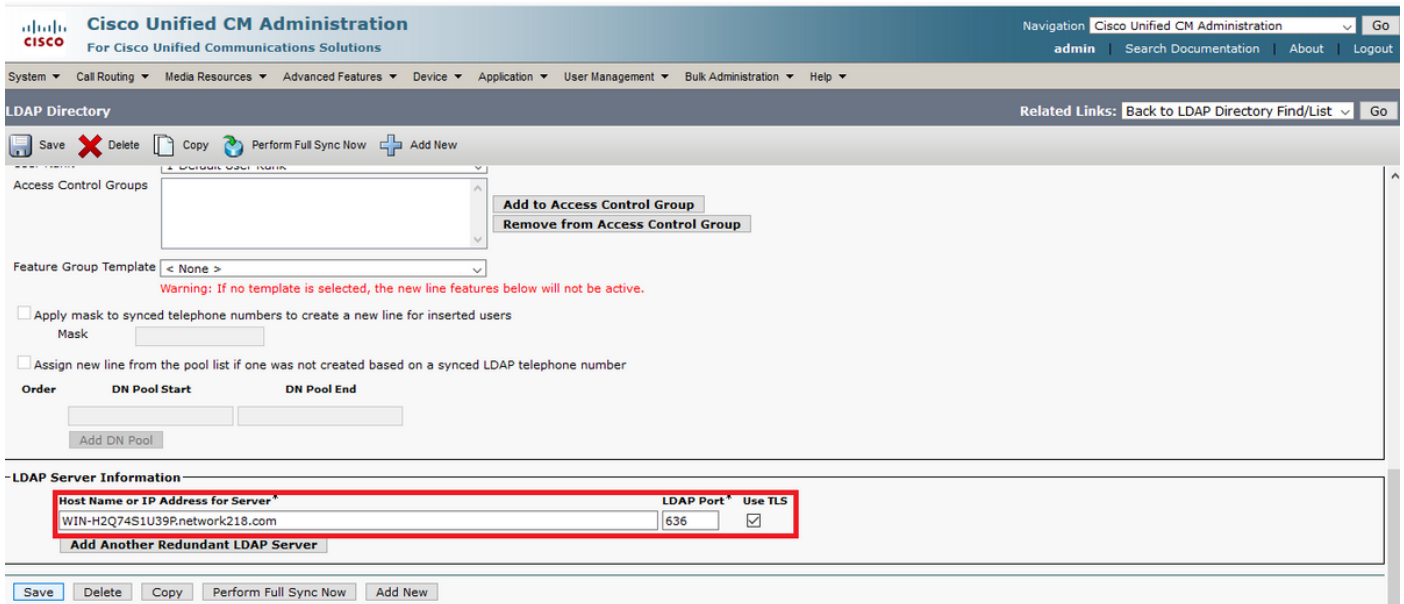 Cisco Unified CM Administration
For Cisco Unified Communications Solutions
CISCO
Navigation Cisco Unified CM Administration Go
admin | Search Documentation | About | Logout
System Call Routing Media Resources Advanced Features Device Application User Management Bulk Administration Help
LDAP Directory
Related Links: Back to LDAP Directory Find/List Go
Save Delete Copy Perform Full Sync Now Add New
1-Default User Rank
Access Control Groups
Add to Access Control Group
Remove from Access Control Group
Feature Group Template < None >
Warning: If no template is selected, the new line features below will not be active.
Apply mask to synced telephone numbers to create a new line for inserted users
Mask
Assign new line from the pool list if one was not created based on a synced LDAP telephone number
Order DN Pool Start DN Pool End
Add DN Pool
LDAP Server Information
Host Name or IP Address for Server* LDAP Port* Use TLS
WIN-H2Q74S1U39P.network218.com 636
Add Another Redundant LDAP Server
Save Delete Copy Perform Full Sync Now Add New